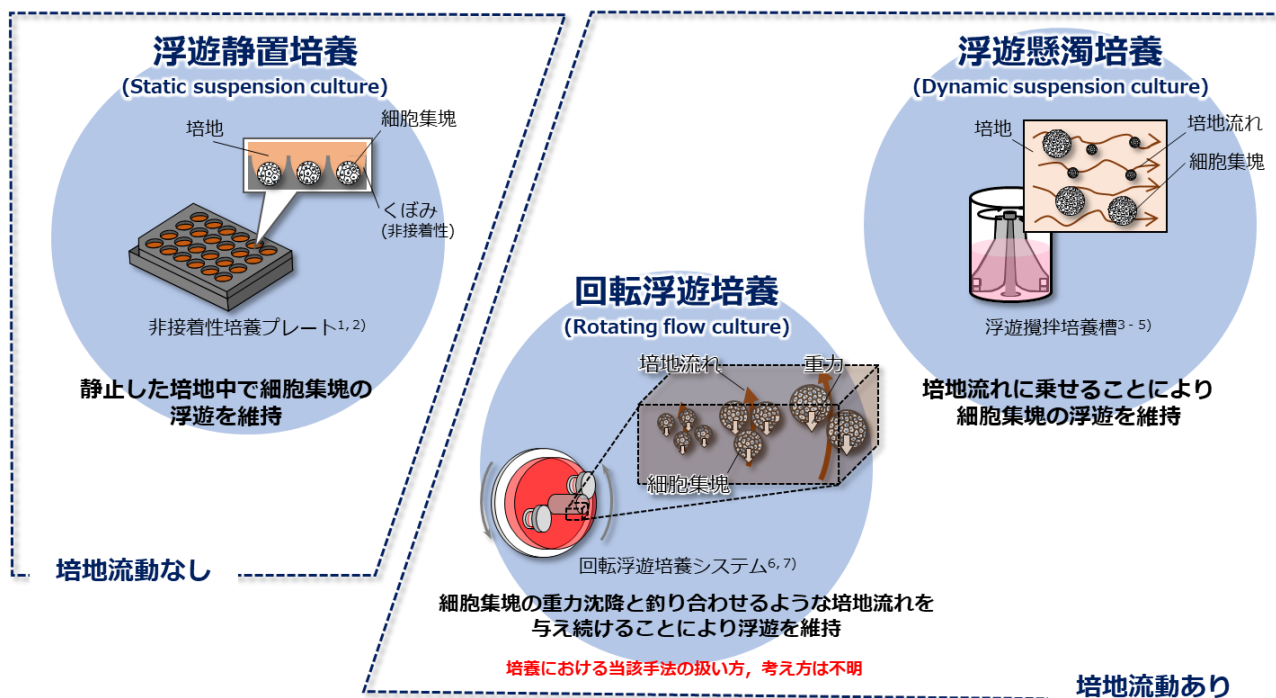 浮遊静置培養
(Static suspension culture)
培地
細胞集塊
くぼみ
(非接着性)
非接着性培養プレート1, 2)
静止した培地中で細胞集塊の
浮遊を維持
培地流動なし
回転浮遊培養
(Rotating flow culture)
培地流れ
重力
細胞集塊
回転浮遊培養システム6, 7)
細胞集塊の重力沈降と釣り合わせるような培地流れを
与え続けることにより浮遊を維持
培養における当該手法の扱い方，考え方は不明
浮遊懸濁培養
(Dynamic suspension culture)
培地
培地流れ
細胞集塊
浮遊攪拌培養槽3 - 5)
培地流れに乗せることにより
細胞集塊の浮遊を維持
培地流動あり